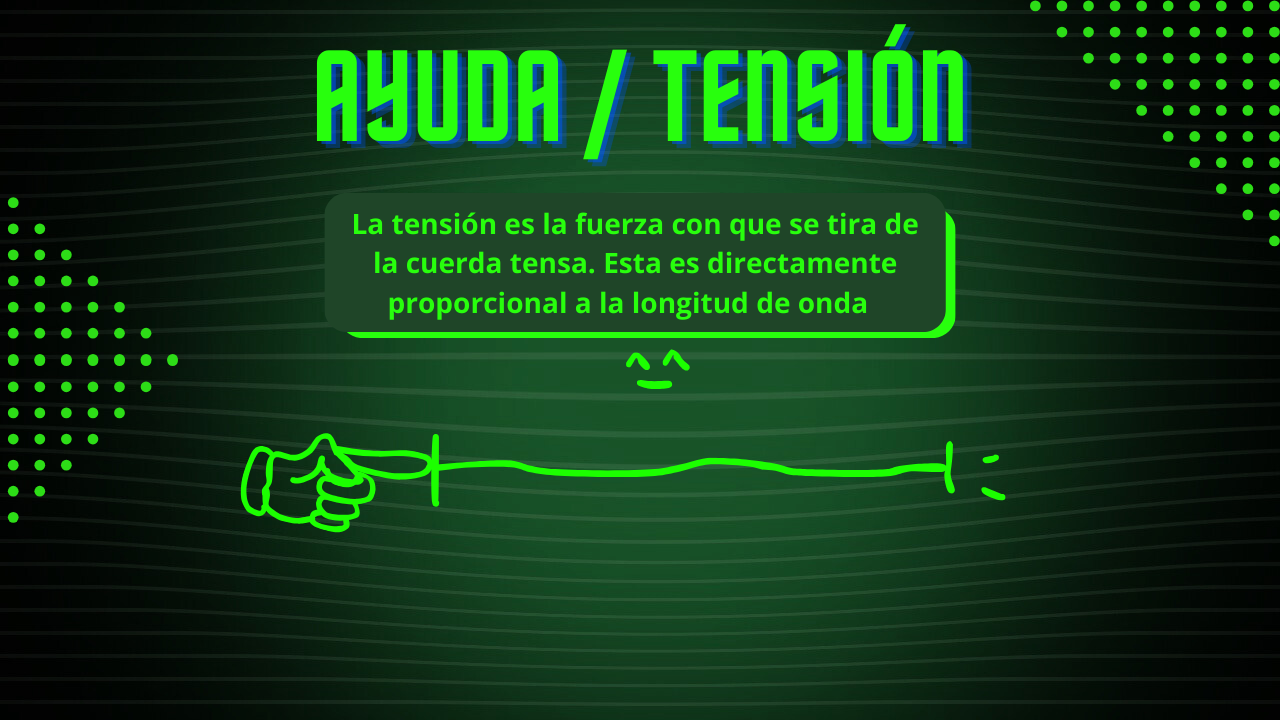 AYUDA / TENSIÓN
La tensión es la fuerza con que se tira de
la cuerda tensa. Esta es directamente
proporcional a la longitud de onda